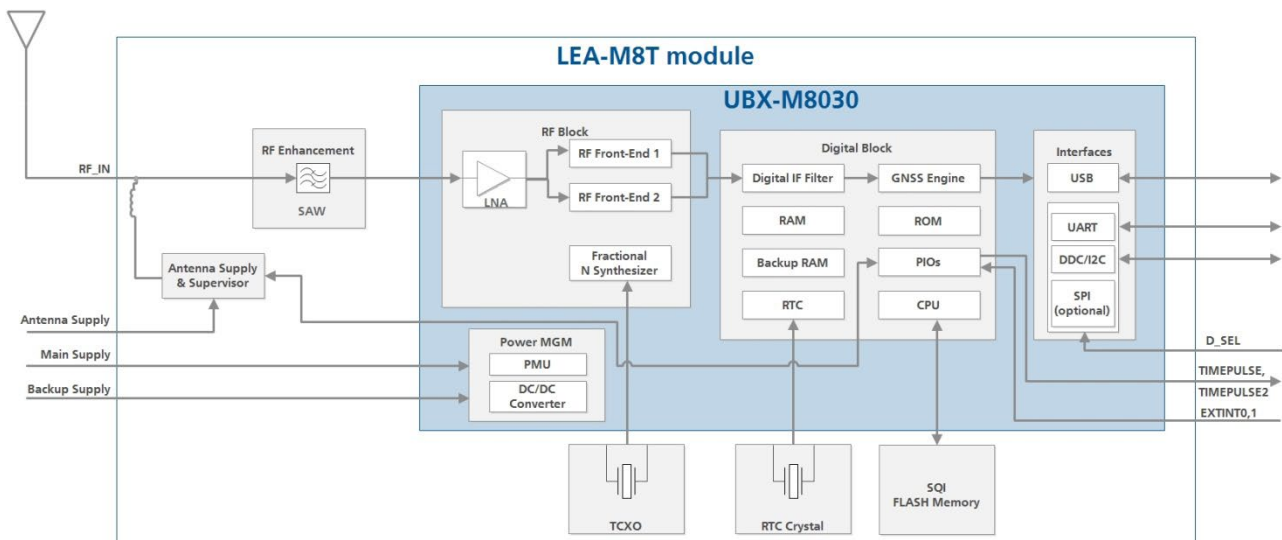 LEA-M8T module
UBX-M8030
RF_IN
RF Enhancement
SAW
RF Block
LNA
RF Front-End 1
RF Front-End 2
Fractional
N Synthesizer
Digital Block
Digital IF Filter
GNSS Engine
RAM
ROM
Backup RAM
PIOs
RTC
CPU
Interfaces
USB
UART
DDC/I2C
SPI
(optional)
Antenna Supply
& Supervisor
Antenna Supply
Main Supply
Backup Supply
Power MGM
PMU
DC/DC
Converter
D_SEL
TIMEPULSE,
TIMEPULSE2
EXTINT0,1
TCXO
RTC Crystal
SQI
FLASH Memory